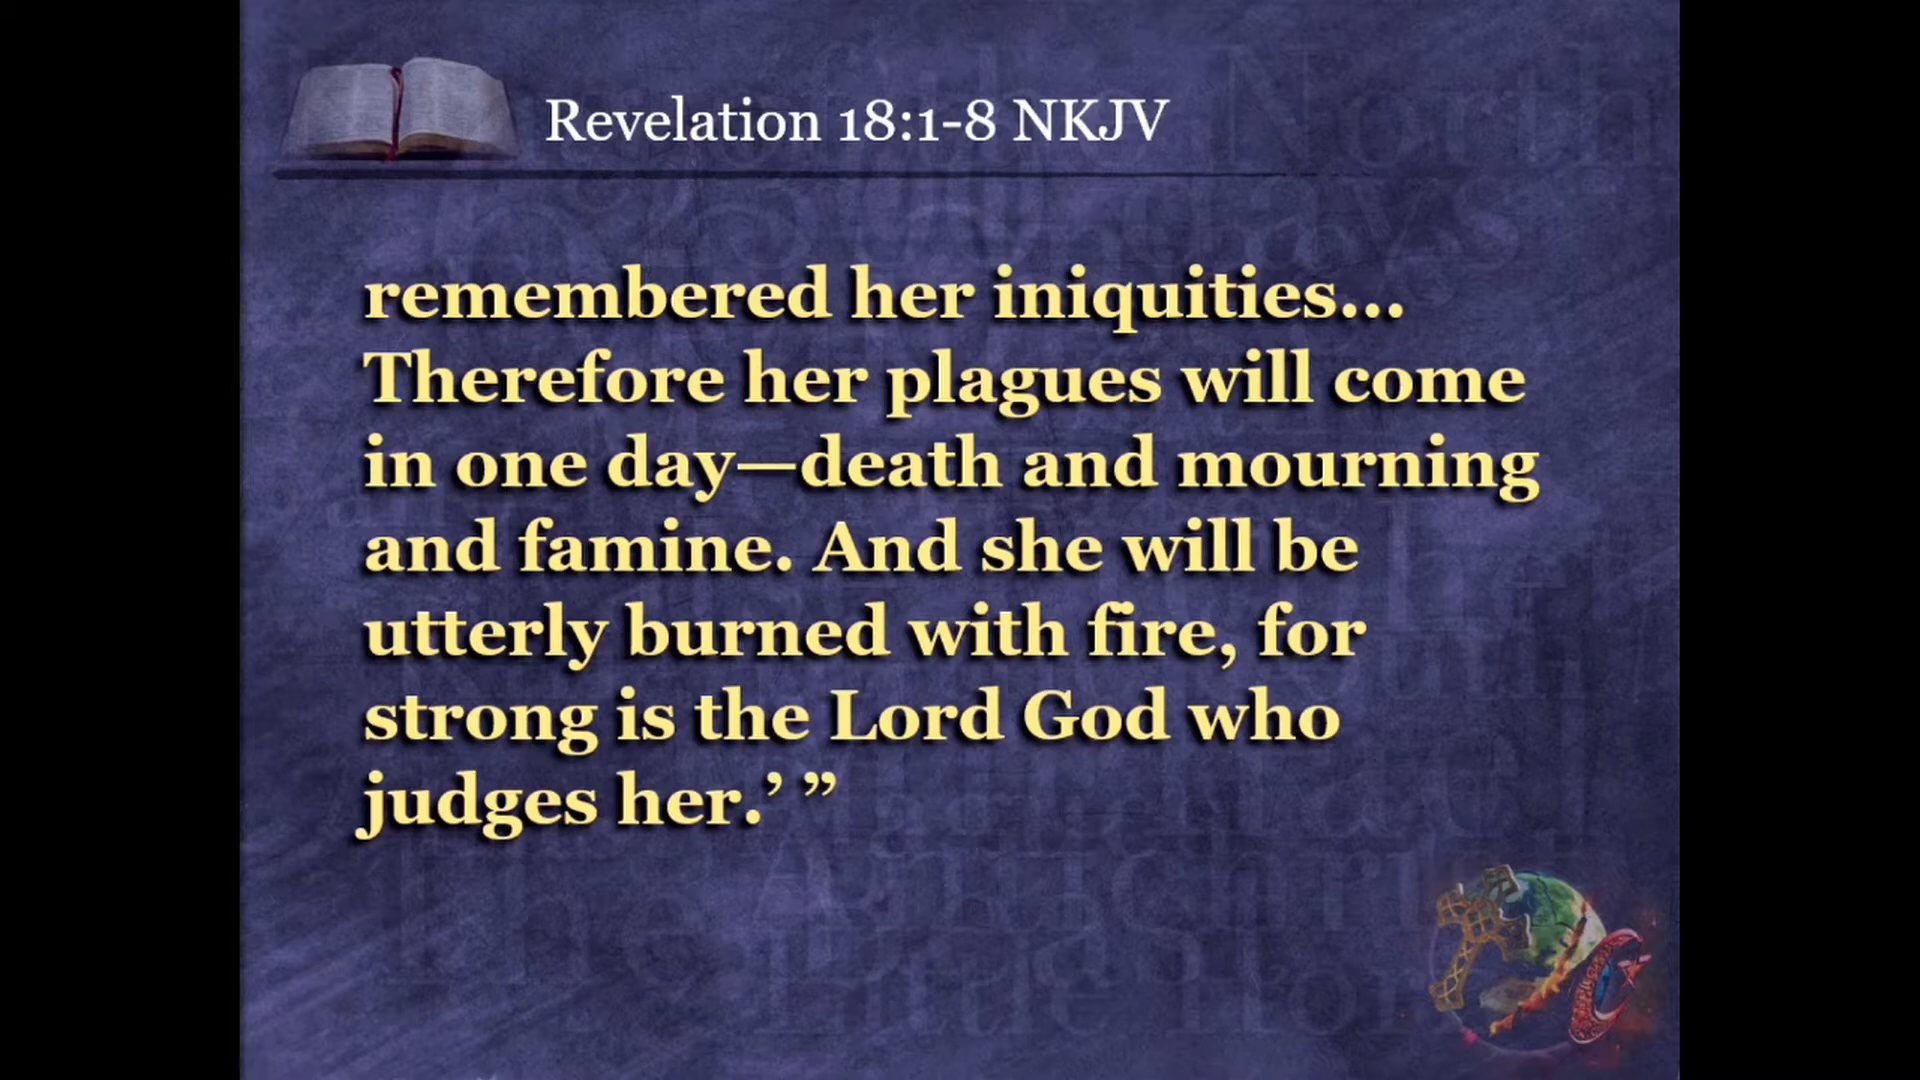 Revelation 18:1-8 NKJV
remembered her iniquities...
Therefore her plagues will come
in one day—death and mourning
and famine. And she will be
utterly burned with fire, for
strong is the Lord God who
judges her.’ ”